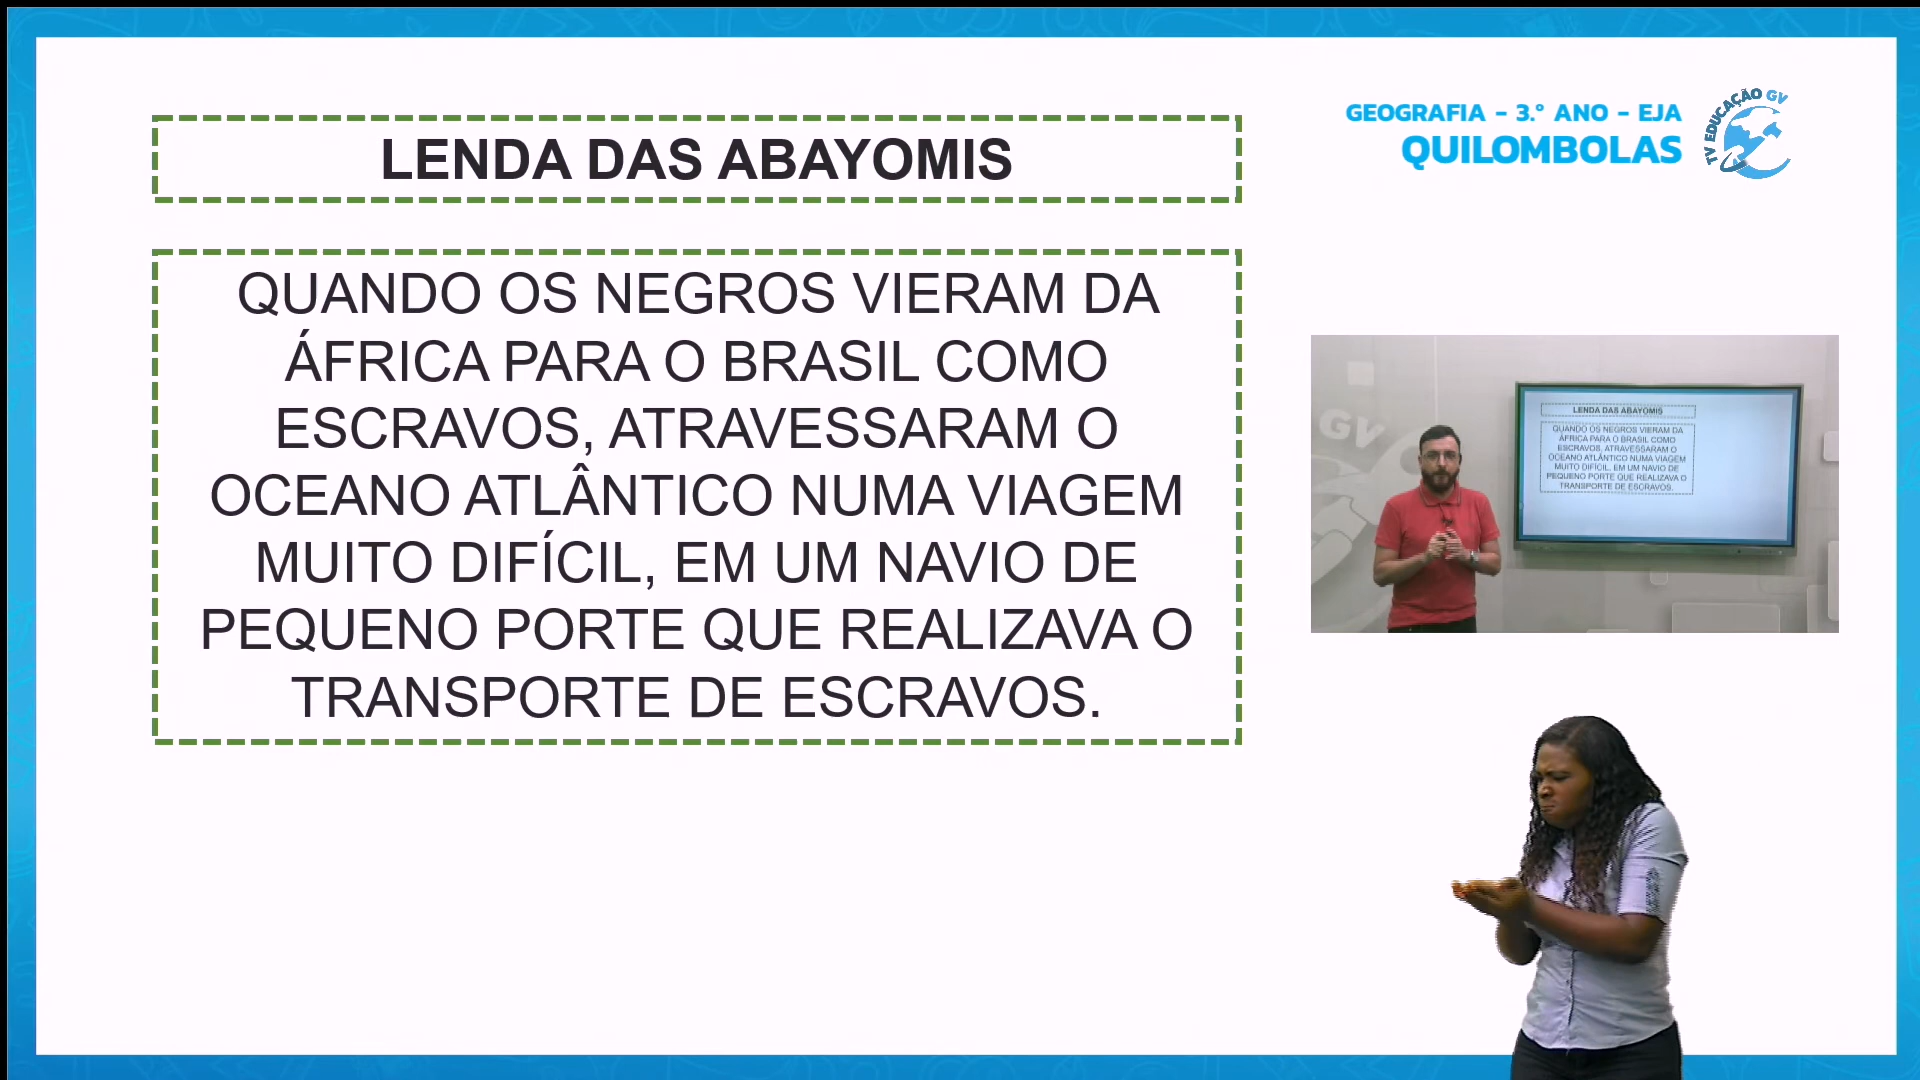 LENDA DAS ABAYOMIS
QUANDO OS NEGROS VIERAM DA
ÁFRICA PARA O BRASIL COMO
ESCRAVOS, ATRAVESSARAM O
OCEANO ATLÂNTICO NUMA VIAGEM
MUITO DIFÍCIL, EM UM NAVIO DE
PEQUENO PORTE QUE REALIZAVA O
TRANSPORTE DE ESCRAVOS.
GEOGRAFIA - 3.º ANO - EJA
QUILOMBOLAS
TV EDUCAÇÃO GV
GV
LENDA DAS ABAYOMIS
QUANDO OS NEGROS VIERAM DA
ÁFRICA PARA O BRASIL COMO
ESCRAVOS, ATRAVESSARAM O
OCEANO ATLÂNTICO NUMA VIAGEM
MUITO DIFÍCIL, EM UM NAVIO DE
PEQUENO PORTE QUE REALIZAVA O
TRANSPORTE DE ESCRAVOS.